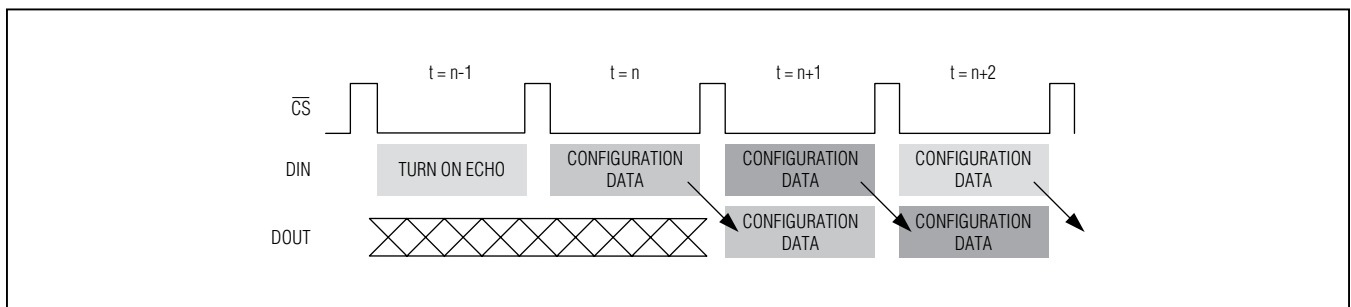 t = n-1
t = n
t = n+1
t = n+2
CS
DIN
TURN ON ECHO
CONFIGURATION
DATA
CONFIGURATION
DATA
CONFIGURATION
DATA
DOUT
CONFIGURATION
DATA
CONFIGURATION
DATA